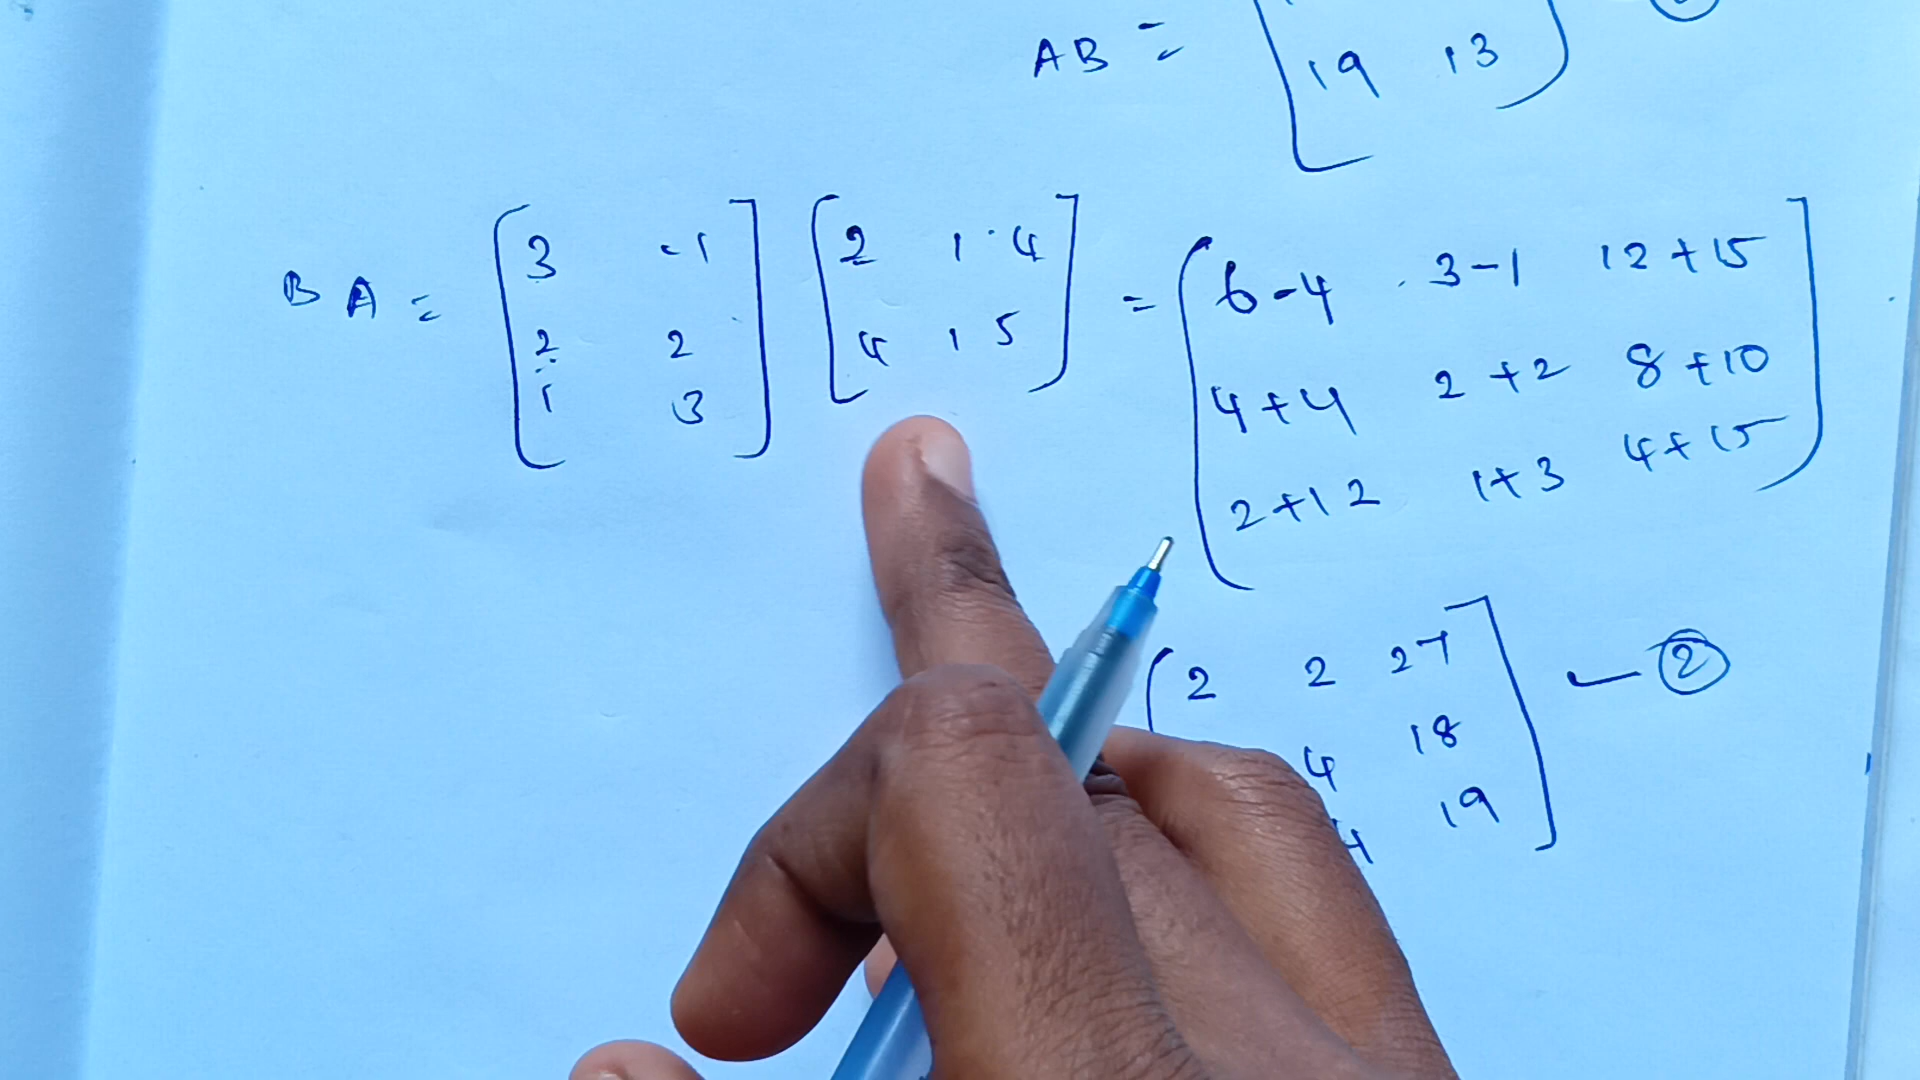 AB = [19 13]
BA = [3 -1] [2 1 4] = [6-4 3-1 12+15]
[2 2] [4 1 5] [4+4 2+2 8+10]
[1 3] [2+12 1+3 4+15]
[2 2 27] — ②
4 18]
4 19]